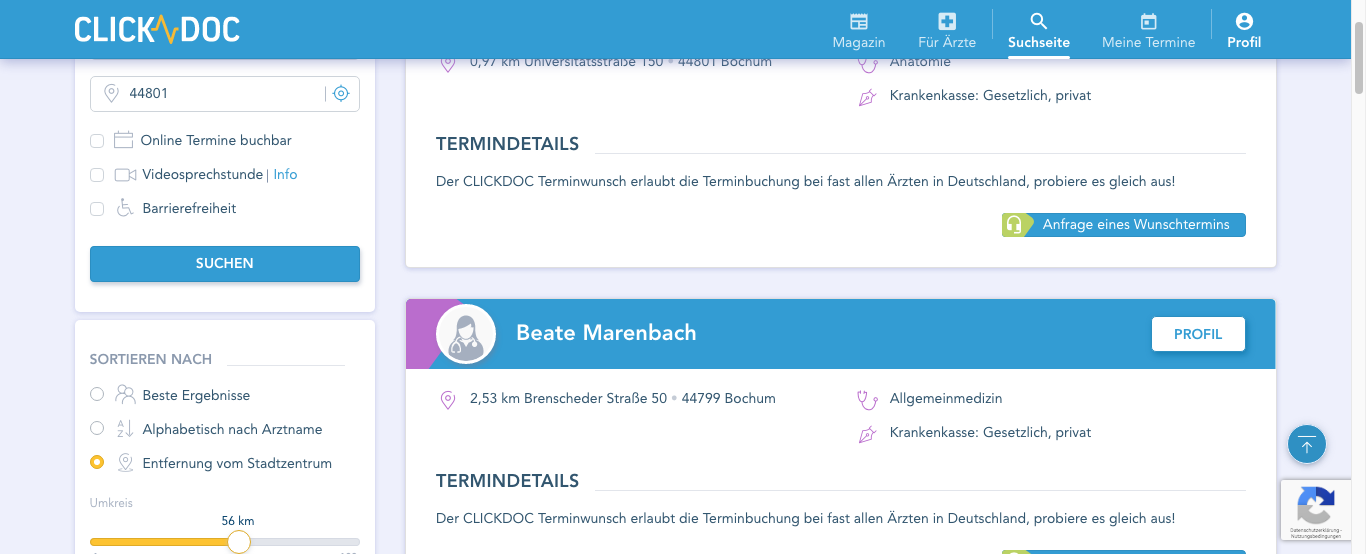 CLICKDOC
Magazin
Für Ärzte
Suchseite
Meine Termine
Profil
44801
Online Termine buchbar
Videosprechstunde | Info
Barrierefreiheit
SUCHEN
SORTIEREN NACH
Beste Ergebnisse
Alphabetisch nach Arztname
Entfernung vom Stadtzentrum
Umkreis
56 km
0,97 km Universitätsstraße 150 • 44801 Bochum
Anatomie
Krankenkasse: Gesetzlich, privat
TERMINDETAILS
Der CLICKDOC Terminwunsch erlaubt die Terminbuchung bei fast allen Ärzten in Deutschland, probiere es gleich aus!
Anfrage eines Wunschtermins
Beate Marenbach
PROFIL
2,53 km Brenscheder Straße 50 • 44799 Bochum
Allgemeinmedizin
Krankenkasse: Gesetzlich, privat
TERMINDETAILS
Der CLICKDOC Terminwunsch erlaubt die Terminbuchung bei fast allen Ärzten in Deutschland, probiere es gleich aus!
Datenschutzerklärung -
Nutzungsbedingungen